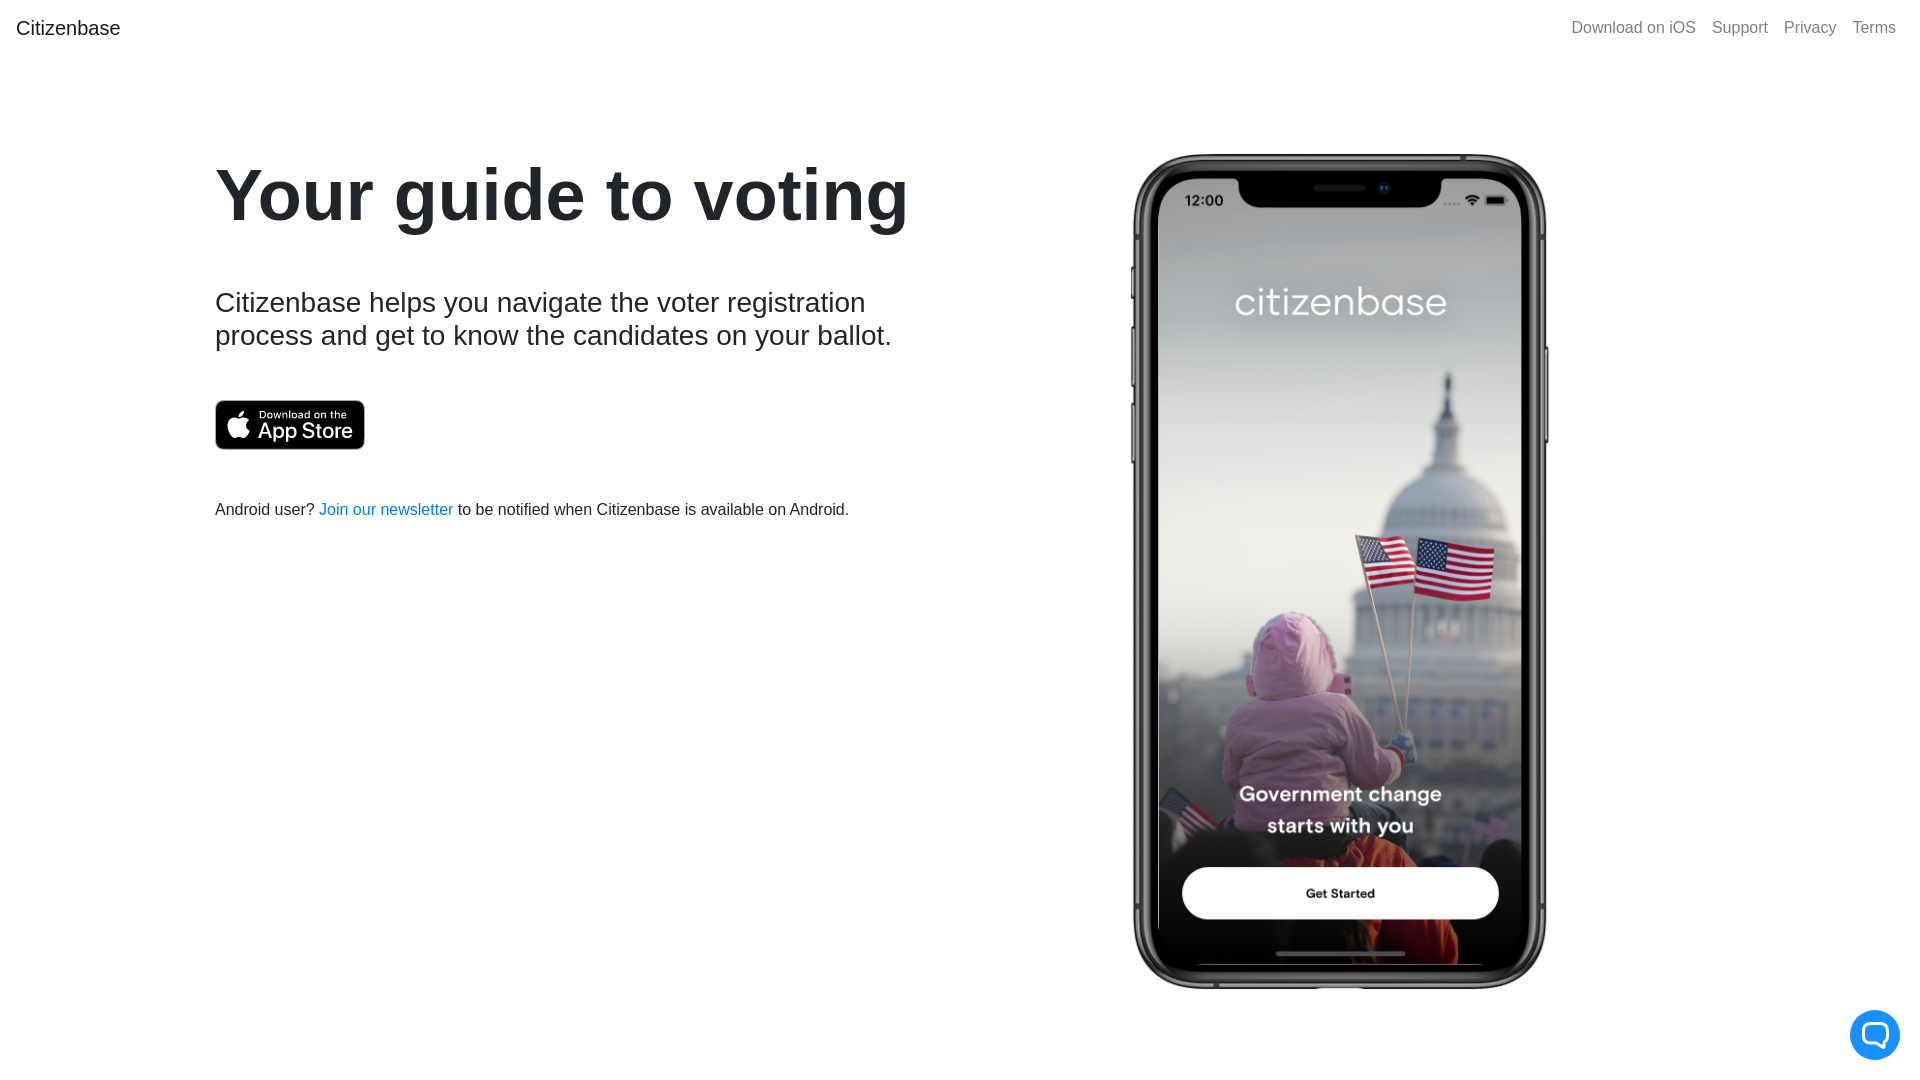 Citizenbase
Download on iOS
Support
Privacy
Terms
Your guide to voting
Citizenbase helps you navigate the voter registration
process and get to know the candidates on your ballot.
Download on the
App Store
Android user? Join our newsletter to be notified when Citizenbase is available on Android.
12:00
citizenbase
Government change
starts with you
Get Started